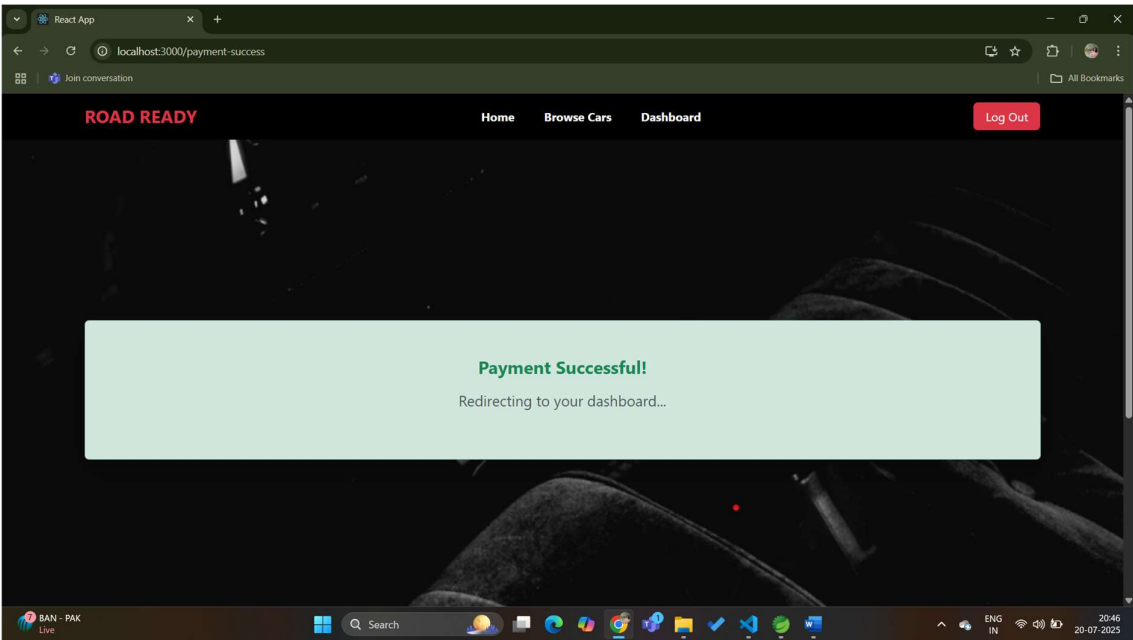 React App
localhost:3000/payment-success
Join conversation
All Bookmarks
ROAD READY
Home Browse Cars Dashboard
Log Out
Payment Successful!
Redirecting to your dashboard...
BAN - PAK
Live
Search
ENG
IN
20:46
20-07-2025